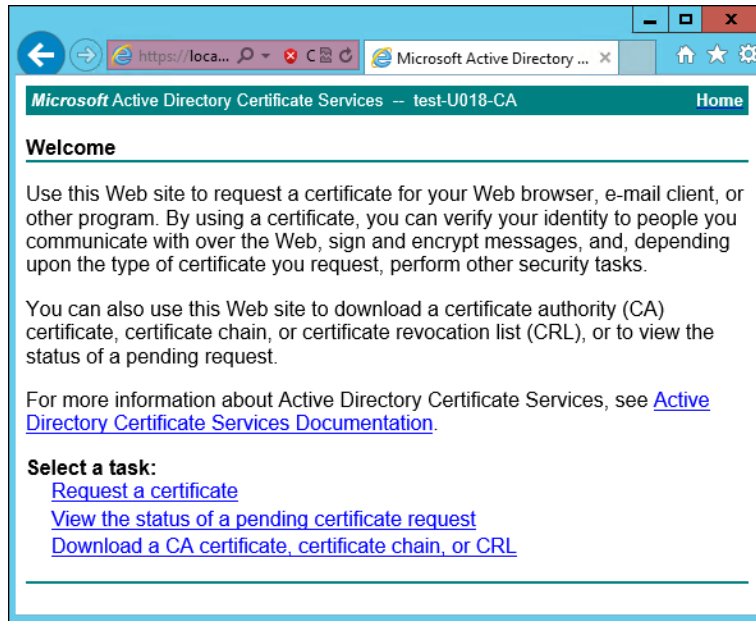 https://loca...
Microsoft Active Directory ...
Microsoft Active Directory Certificate Services -- test-U018-CA Home
Welcome
Use this Web site to request a certificate for your Web browser, e-mail client, or
other program. By using a certificate, you can verify your identity to people you
communicate with over the Web, sign and encrypt messages, and, depending
upon the type of certificate you request, perform other security tasks.
You can also use this Web site to download a certificate authority (CA)
certificate, certificate chain, or certificate revocation list (CRL), or to view the
status of a pending request.
For more information about Active Directory Certificate Services, see Active
Directory Certificate Services Documentation.
Select a task:
Request a certificate
View the status of a pending certificate request
Download a CA certificate, certificate chain, or CRL